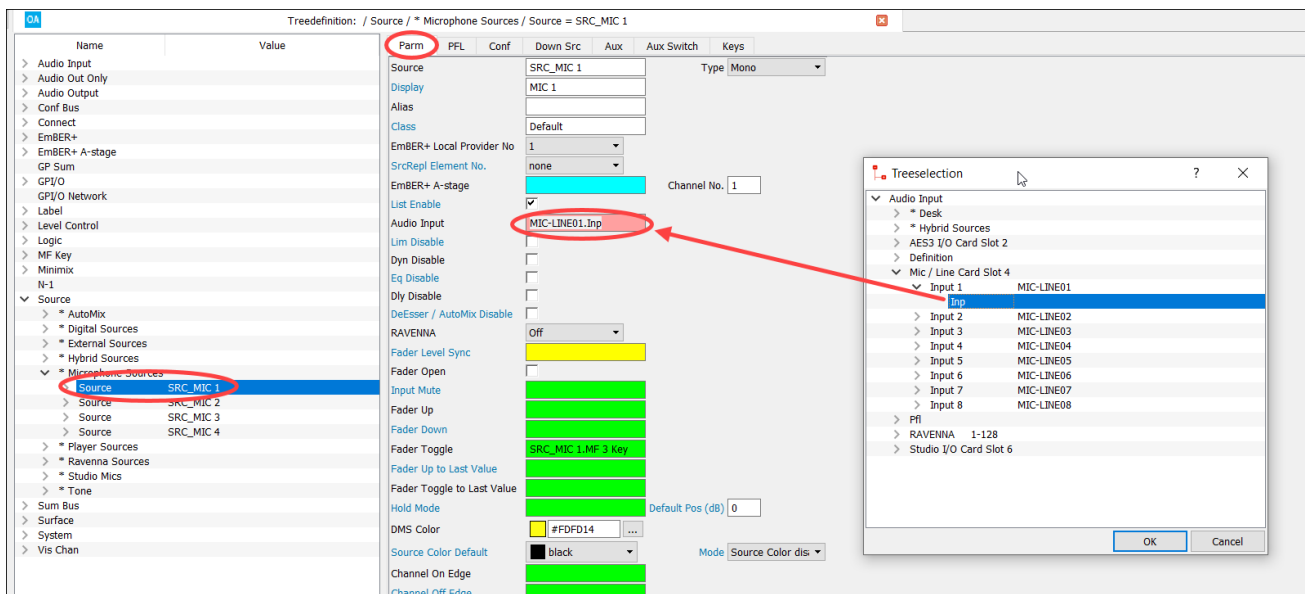 OA
Treedefinition: / Source / * Microphone Sources / Source = SRC_MIC 1
Name Value
Audio Input
Audio Out Only
Audio Output
Conf Bus
Connect
EmBER+
EmBER+ A-stage
GP Sum
GPI/O
GPI/O Network
Label
Level Control
Logic
MF Key
Minimix
N-1
Source
* AutoMix
* Digital Sources
* External Sources
* Hybrid Sources
* Microphone Sources
Source SRC_MIC 1
Source SRC_MIC 2
Source SRC_MIC 3
Source SRC_MIC 4
* Player Sources
* Ravenna Sources
* Studio Mics
* Tone
Sum Bus
Surface
System
Vis Chan
Parm PFL Conf Down Src Aux Aux Switch Keys
Source SRC_MIC 1 Type Mono
Display MIC 1
Alias
Class Default
EmBER+ Local Provider No 1
SrcRepl Element No. none
EmBER+ A-stage Channel No. 1
List Enable
Audio Input MIC-LINE01.Inp
Lim Disable
Dyn Disable
Eq Disable
Dly Disable
DeEsser / AutoMix Disable
RAVENNA Off
Fader Level Sync
Fader Open
Input Mute
Fader Up
Fader Down
Fader Toggle SRC_MIC 1.MF 3 Key
Fader Up to Last Value
Fader Toggle to Last Value
Hold Mode Default Pos (dB) 0
DMS Color #FDFD14 ...
Source Color Default black Mode Source Color disa
Channel On Edge
Channel Off Edge
Treeselection ?
Audio Input
* Desk
* Hybrid Sources
AES3 I/O Card Slot 2
Definition
Mic / Line Card Slot 4
Input 1 MIC-LINE01
Inp
Input 2 MIC-LINE02
Input 3 MIC-LINE03
Input 4 MIC-LINE04
Input 5 MIC-LINE05
Input 6 MIC-LINE06
Input 7 MIC-LINE07
Input 8 MIC-LINE08
Pfl
RAVENNA 1-128
Studio I/O Card Slot 6
OK Cancel